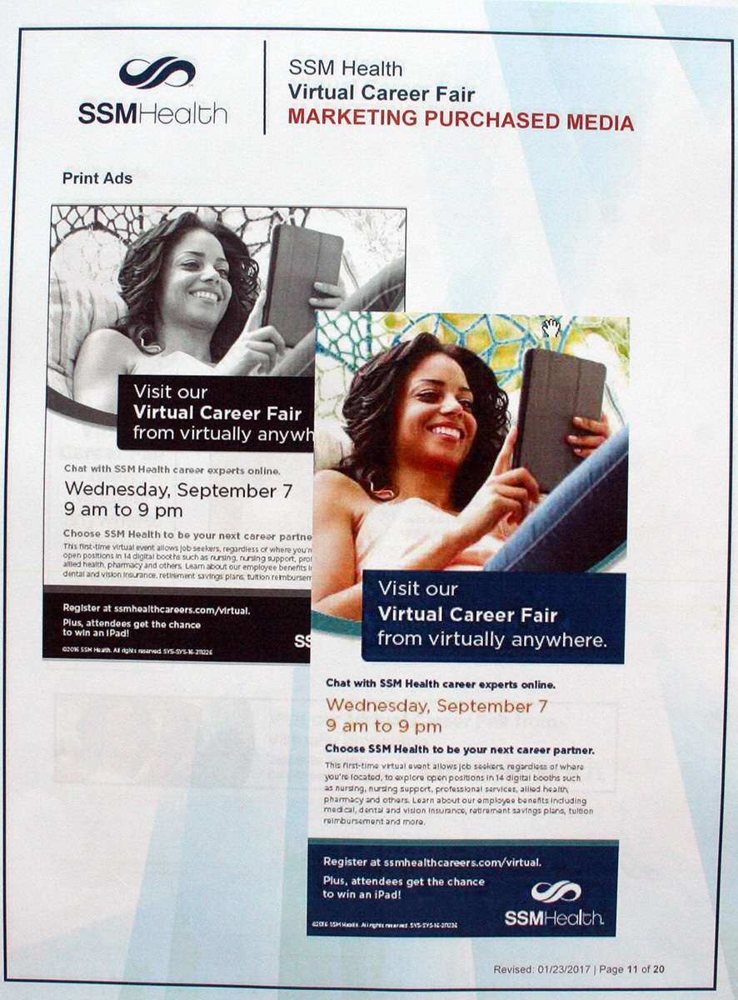 SSMHealth
SSM Health
Virtual Career Fair
MARKETING PURCHASED MEDIA
Print Ads
Visit our
Virtual Career Fair
from virtually anywh
Chat with SSM Health career experts online.
Wednesday, September 7
9 am to 9 pm
Choose SSM Health to be your next career partne
This first-time virtual event allows job seekers, regardless of where you're
open positions in 14 digital booths such as nursing, nursing support, pro
allied health, pharmacy and others. Learn about our employee benefits i
dental and vision insurance, retirement savings plans, tuition reimbursem
Register at ssmhealthcareers.com/virtual.
Plus, attendees get the chance
to win an iPad!
SS
©2016 SSM Health. All rights reserved. SYS-SYS-16-211226
Visit our
Virtual Career Fair
from virtually anywhere.
Chat with SSM Health career experts online.
Wednesday, September 7
9 am to 9 pm
Choose SSM Health to be your next career partner.
This first-time virtual event allows job seekers, regardless of where
you're located, to explore open positions in 14 digital booths such
as nursing, nursing support, professional services, allied health,
pharmacy and others. Learn about our employee benefits including
medical, dental and vision insurance, retirement savings plans, tuition
reimbursement and more.
Register at ssmhealthcareers.com/virtual.
Plus, attendees get the chance
to win an iPad!
SSMHealth
©2016 SSM Health. All rights reserved. SYS-SYS-16-211226
Revised: 01/23/2017 | Page 11 of 20